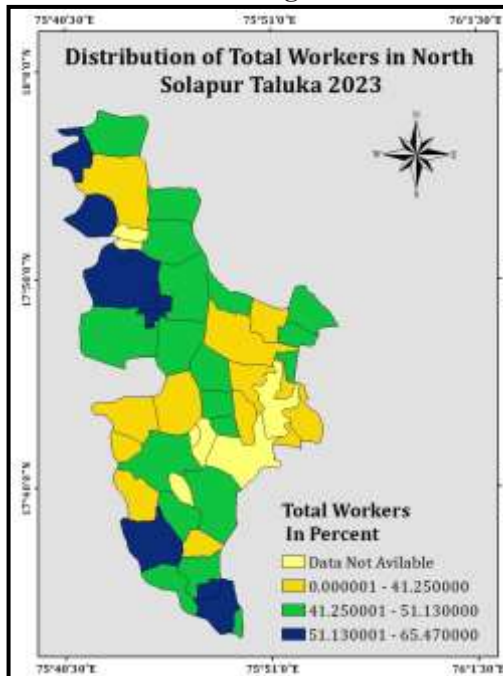 75°40'30"E 75°51'0"E 76°1'30"E
Distribution of Total Workers in North
Solapur Taluka 2023
N
W E
S
18°0'0"N
17°50'0"N
17°40'0"N
Total Workers
In Percent
Data Not Avilable
0.000001 - 41.250000
41.250001 - 51.130000
51.130001 - 65.470000
75°40'30"E 75°51'0"E 76°1'30"E